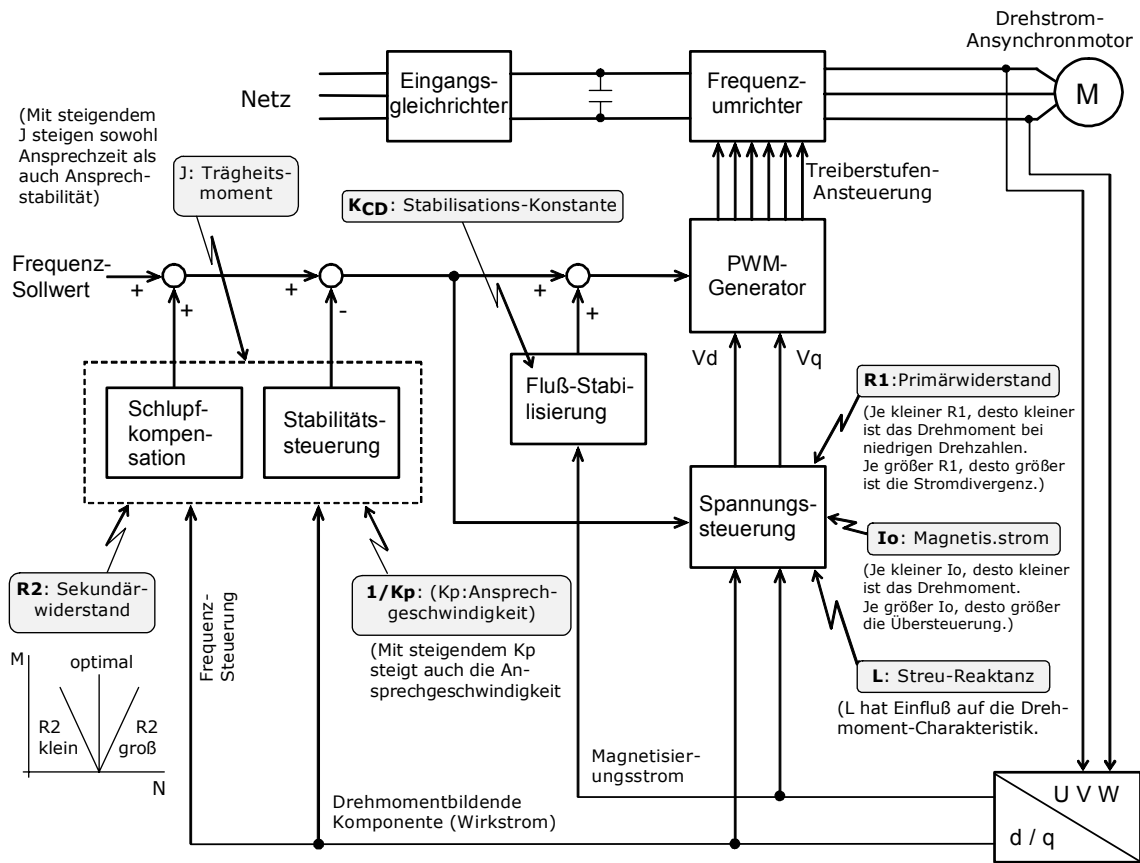 Drehstrom-
Ansynchronmotor
Netz
Eingangs-
gleichrichter
Frequenz-
umrichter
M
(Mit steigendem
J steigen sowohl
Ansprechzeit als
auch Ansprech-
stabilität)
J: Trägheits-
moment
KCD: Stabilisations-Konstante
Treiberstufen-
Ansteuerung
Frequenz-
Sollwert
+
+
+
-
+
+
PWM-
Generator
Vd
Vq
Schlupf-
kompen-
sation
Stabilitäts-
steuerung
Fluß-Stabi-
lisierung
R1:Primärwiderstand
(Je kleiner R1, desto kleiner
ist das Drehmoment bei
niedrigen Drehzahlen.
Je größer R1, desto größer
ist die Stromdivergenz.)
Spannungs-
steuerung
Io: Magnetis.strom
(Je kleiner Io, desto kleiner
ist das Drehmoment.
Je größer Io, desto größer
die Übersteuerung.)
R2: Sekundär-
widerstand
Frequenz-
Steuerung
1/Kp: (Kp:Ansprech-
geschwindigkeit)
(Mit steigendem Kp
steigt auch die An-
sprechgeschwindigkeit
L: Streu-Reaktanz
(L hat Einfluß auf die Dreh-
moment-Charakteristik.
M
optimal
R2
klein
R2
groß
N
Magnetisier-
rungsstrom
Drehmomentbildende
Komponente (Wirkstrom)
U V W
d / q